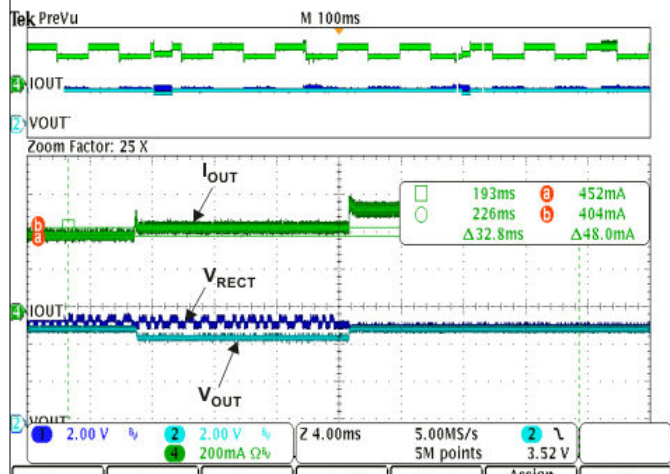 Tek PreVu M 100ms
4 IOUT
2 VOUT
Zoom Factor: 25 X
IOUT
193ms a 452mA
226ms b 404mA
Δ32.8ms Δ48.0mA
b
a
VRECT
4 IOUT
VOUT
2 VOUT
1 2.00 V 2 2.00 V Z 4.00ms 5.00MS/s 2
4 200mA Ω 5M points 3.52 V
Assign